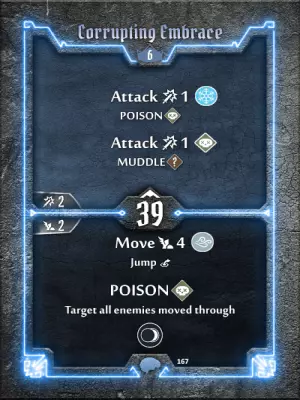 Corrupting Embrace
6
Attack 1
POISON
Attack 1
MUDDLE ?
2
39
2
Move 4
Jump
POISON
Target all enemies moved through
167